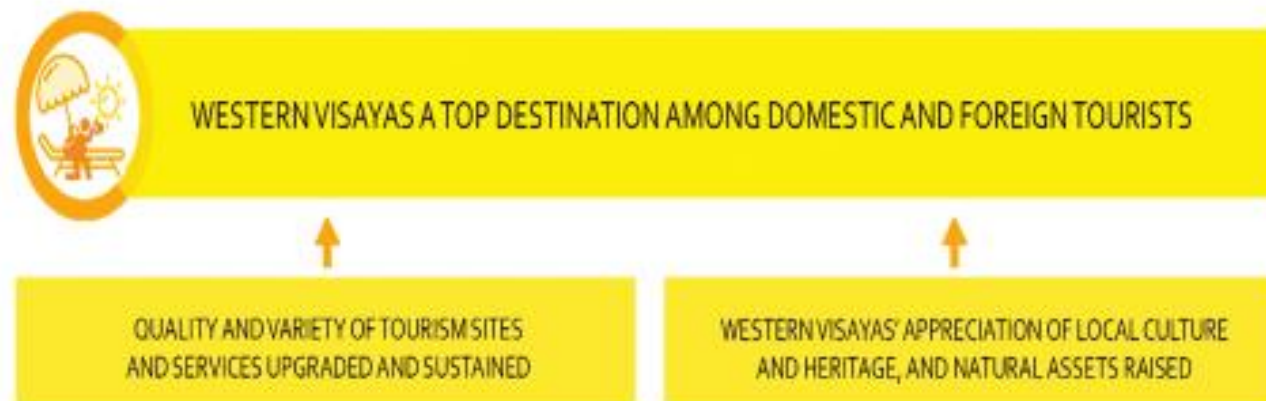 WESTERN VISAYAS A TOP DESTINATION AMONG DOMESTIC AND FOREIGN TOURISTS
QUALITY AND VARIETY OF TOURISM SITES
AND SERVICES UPGRADED AND SUSTAINED
WESTERN VISAYAS' APPRECIATION OF LOCAL CULTURE
AND HERITAGE, AND NATURAL ASSETS RAISED